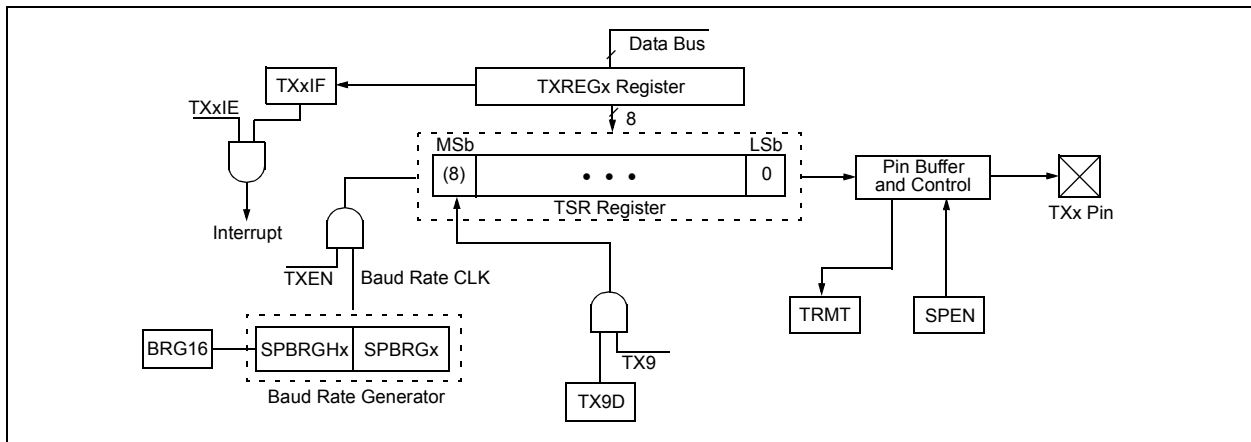 Data Bus
TXREGx Register
TXxIF
TXxIE
8
MSb
LSb
(8)
• • •
0
TSR Register
Pin Buffer
and Control
TXx Pin
Interrupt
TXEN
Baud Rate CLK
TRMT
SPEN
BRG16
SPBRGHx
SPBRGx
TX9
Baud Rate Generator
TX9D